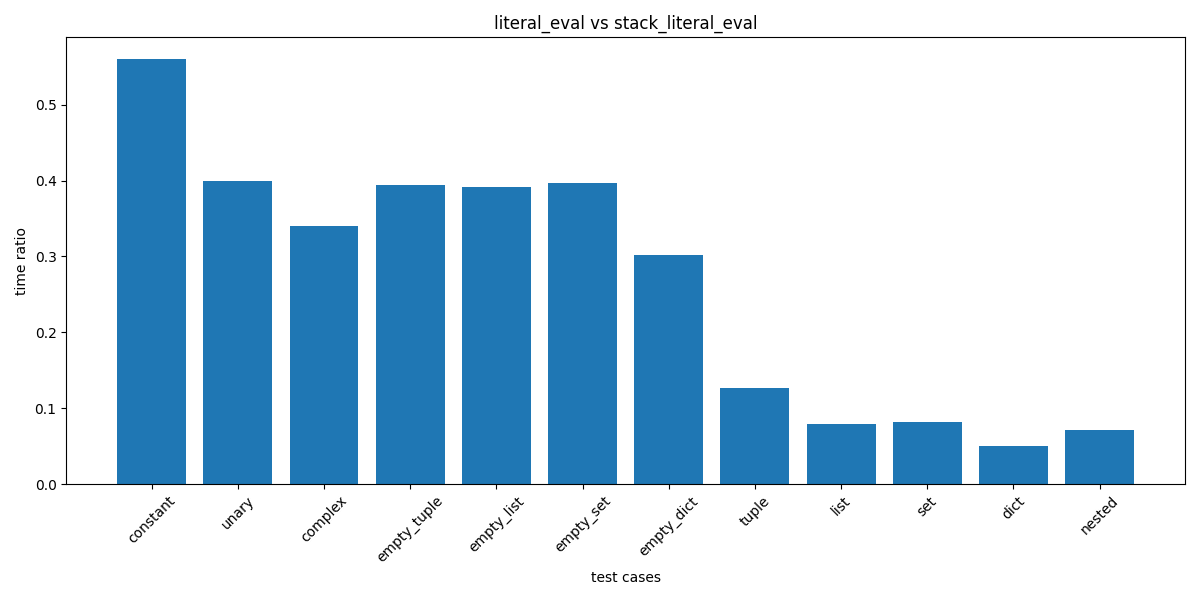 literal_eval vs stack_literal_eval
time ratio
0.5
0.4
0.3
0.2
0.1
0.0
constant
unary
complex
empty_tuple
empty_list
empty_set
empty_dict
tuple
list
set
dict
nested
test cases